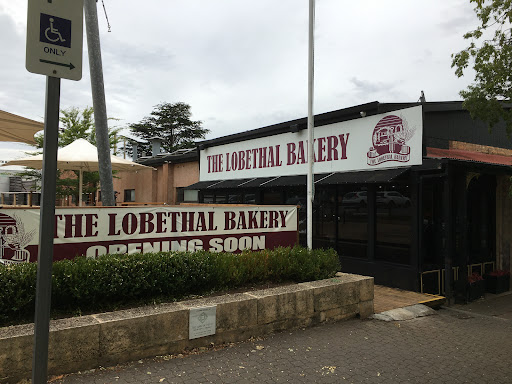 ONLY
THE LOBETHAL BAKERY
THE LOBETHAL BAKERY
OPENING SOON